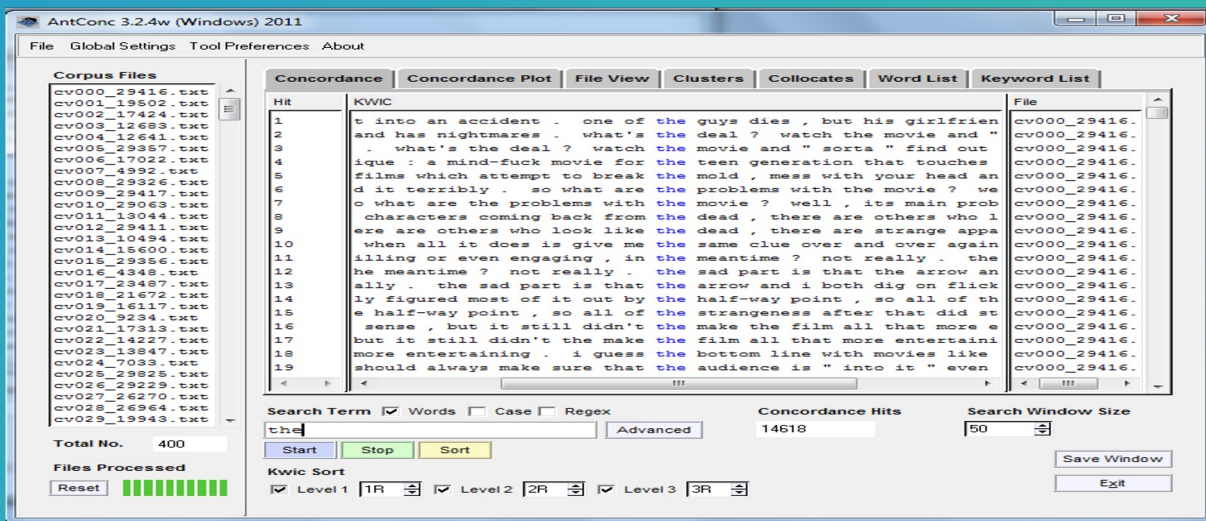 AntConc 3.2.4w (Windows) 2011
File Global Settings Tool Preferences About
Corpus Files
cv000_29416.txt
cv001_19502.txt
cv002_17424.txt
cv003_12683.txt
cv004_12641.txt
cv005_29357.txt
cv006_17022.txt
cv007_4992.txt
cv008_29326.txt
cv009_29417.txt
cv010_29063.txt
cv011_13044.txt
cv012_29411.txt
cv013_10494.txt
cv014_15600.txt
cv015_29356.txt
cv016_4348.txt
cv017_23487.txt
cv018_21672.txt
cv019_16117.txt
cv020_9234.txt
cv021_17313.txt
cv022_14227.txt
cv023_13847.txt
cv024_7033.txt
cv025_29825.txt
cv026_29229.txt
cv027_26270.txt
cv028_26964.txt
cv029_19943.txt
Total No. 400
Files Processed
Reset
Concordance Concordance Plot File View Clusters Collocates Word List Keyword List
Hit KWIC File
1 t into an accident . one of the guys dies , but his girlfrien cv000_29416.
2 and has nightmares . what's the deal ? watch the movie and " cv000_29416.
3 . what's the deal ? watch the movie and " sorta " find out cv000_29416.
4 ique : a mind-fuck movie for the teen generation that touches cv000_29416.
5 films which attempt to break the mold , mess with your head an cv000_29416.
6 d it terribly . so what are the problems with the movie ? we cv000_29416.
7 o what are the problems with the movie ? well , its main prob cv000_29416.
8 characters coming back from the dead , there are others who l cv000_29416.
9 ere are others who look like the dead , there are strange appa cv000_29416.
10 when all it does is give me the same clue over and over again cv000_29416.
11 illing or even engaging , in the meantime ? not really . the cv000_29416.
12 he meantime ? not really . the sad part is that the arrow an cv000_29416.
13 ally . the sad part is that the arrow and i both dig on flick cv000_29416.
14 ly figured most of it out by the half-way point , so all of th cv000_29416.
15 e half-way point , so all of the strangeness after that did st cv000_29416.
16 sense , but it still didn't the make the film all that more e cv000_29416.
17 but it still didn't the make the film all that more entertaini cv000_29416.
18 more entertaining . i guess the bottom line with movies like cv000_29416.
19 should always make sure that the audience is " into it " even cv000_29416.
Search Term Words Case Regex Concordance Hits Search Window Size
the Advanced 14618 50
Start Stop Sort
Save Window
Kwic Sort
Level 1 1R Level 2 2R Level 3 3R
Exit